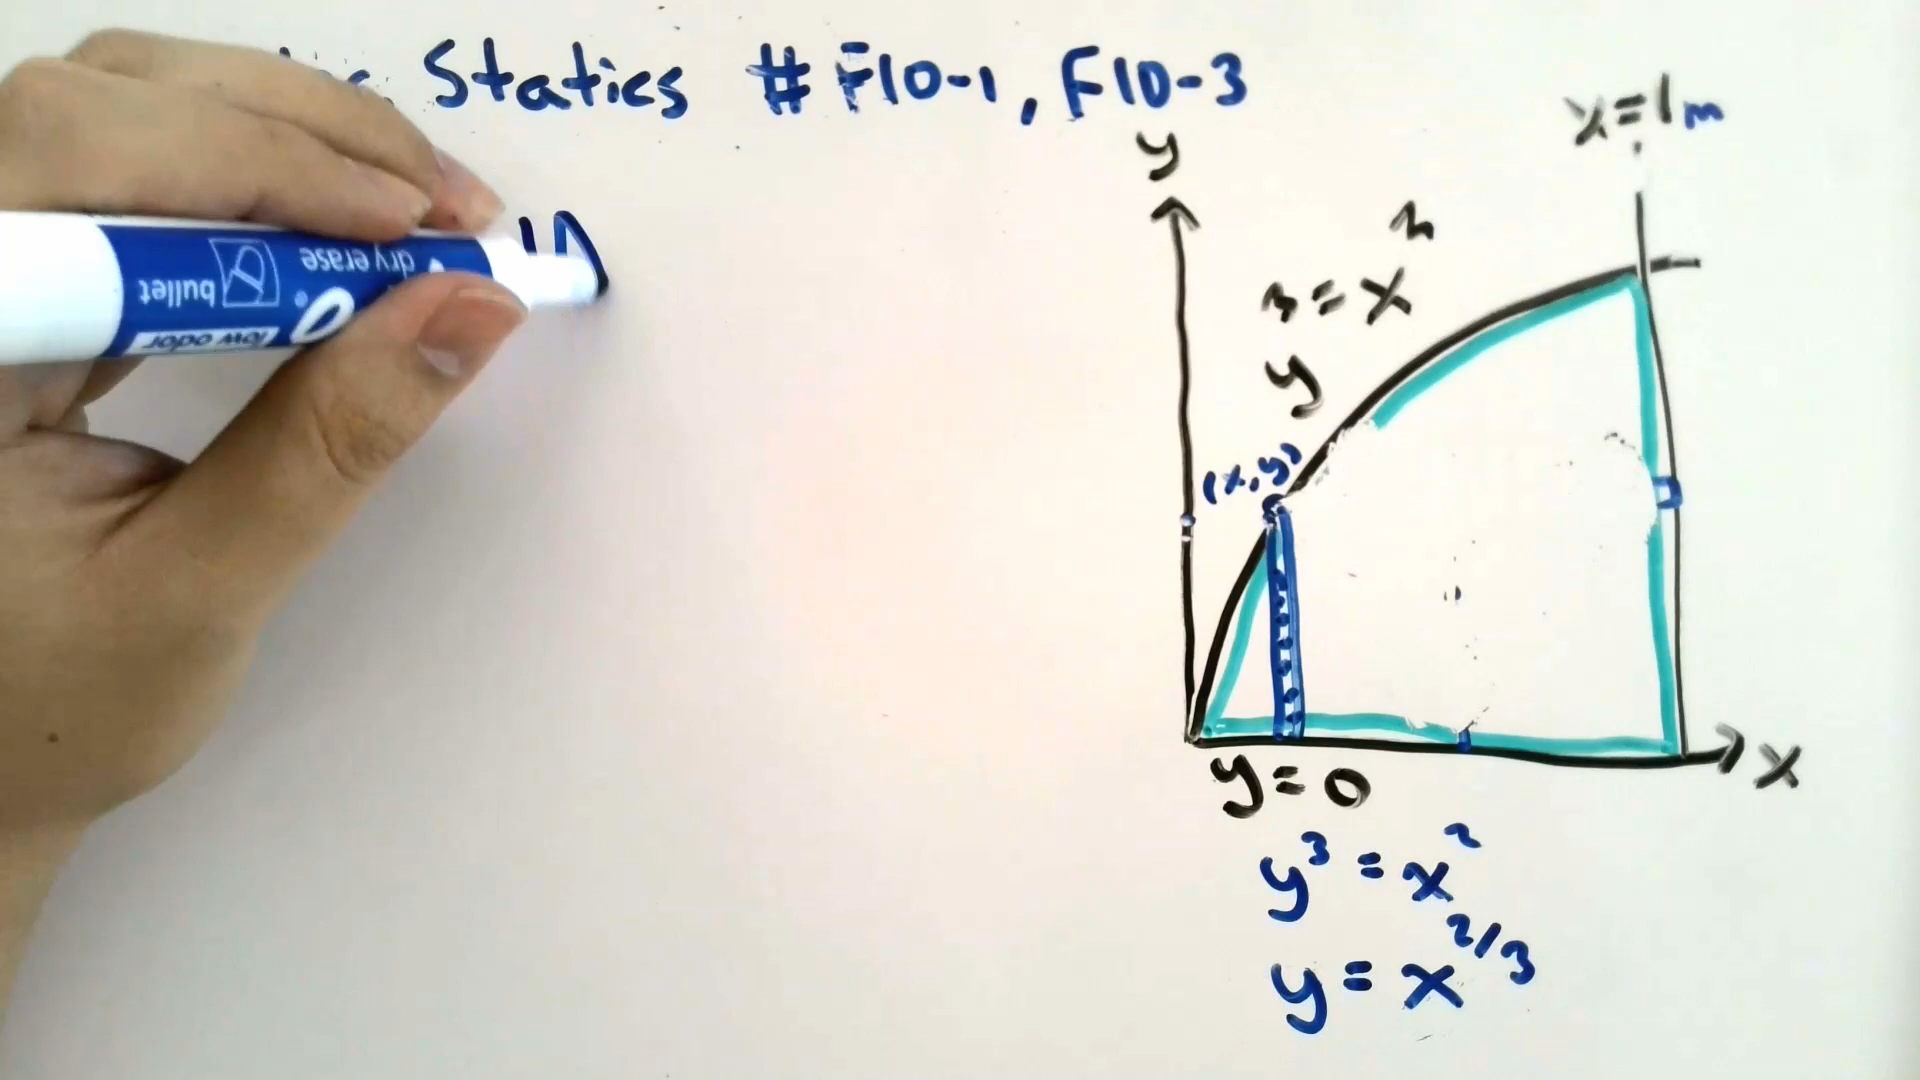 Statics # F10-1, F10-3
x=1m
y
y³ = x²
(x,y)
x
y=0
y³ = x²
y = x^2/3
dry erase
bullet
low odor